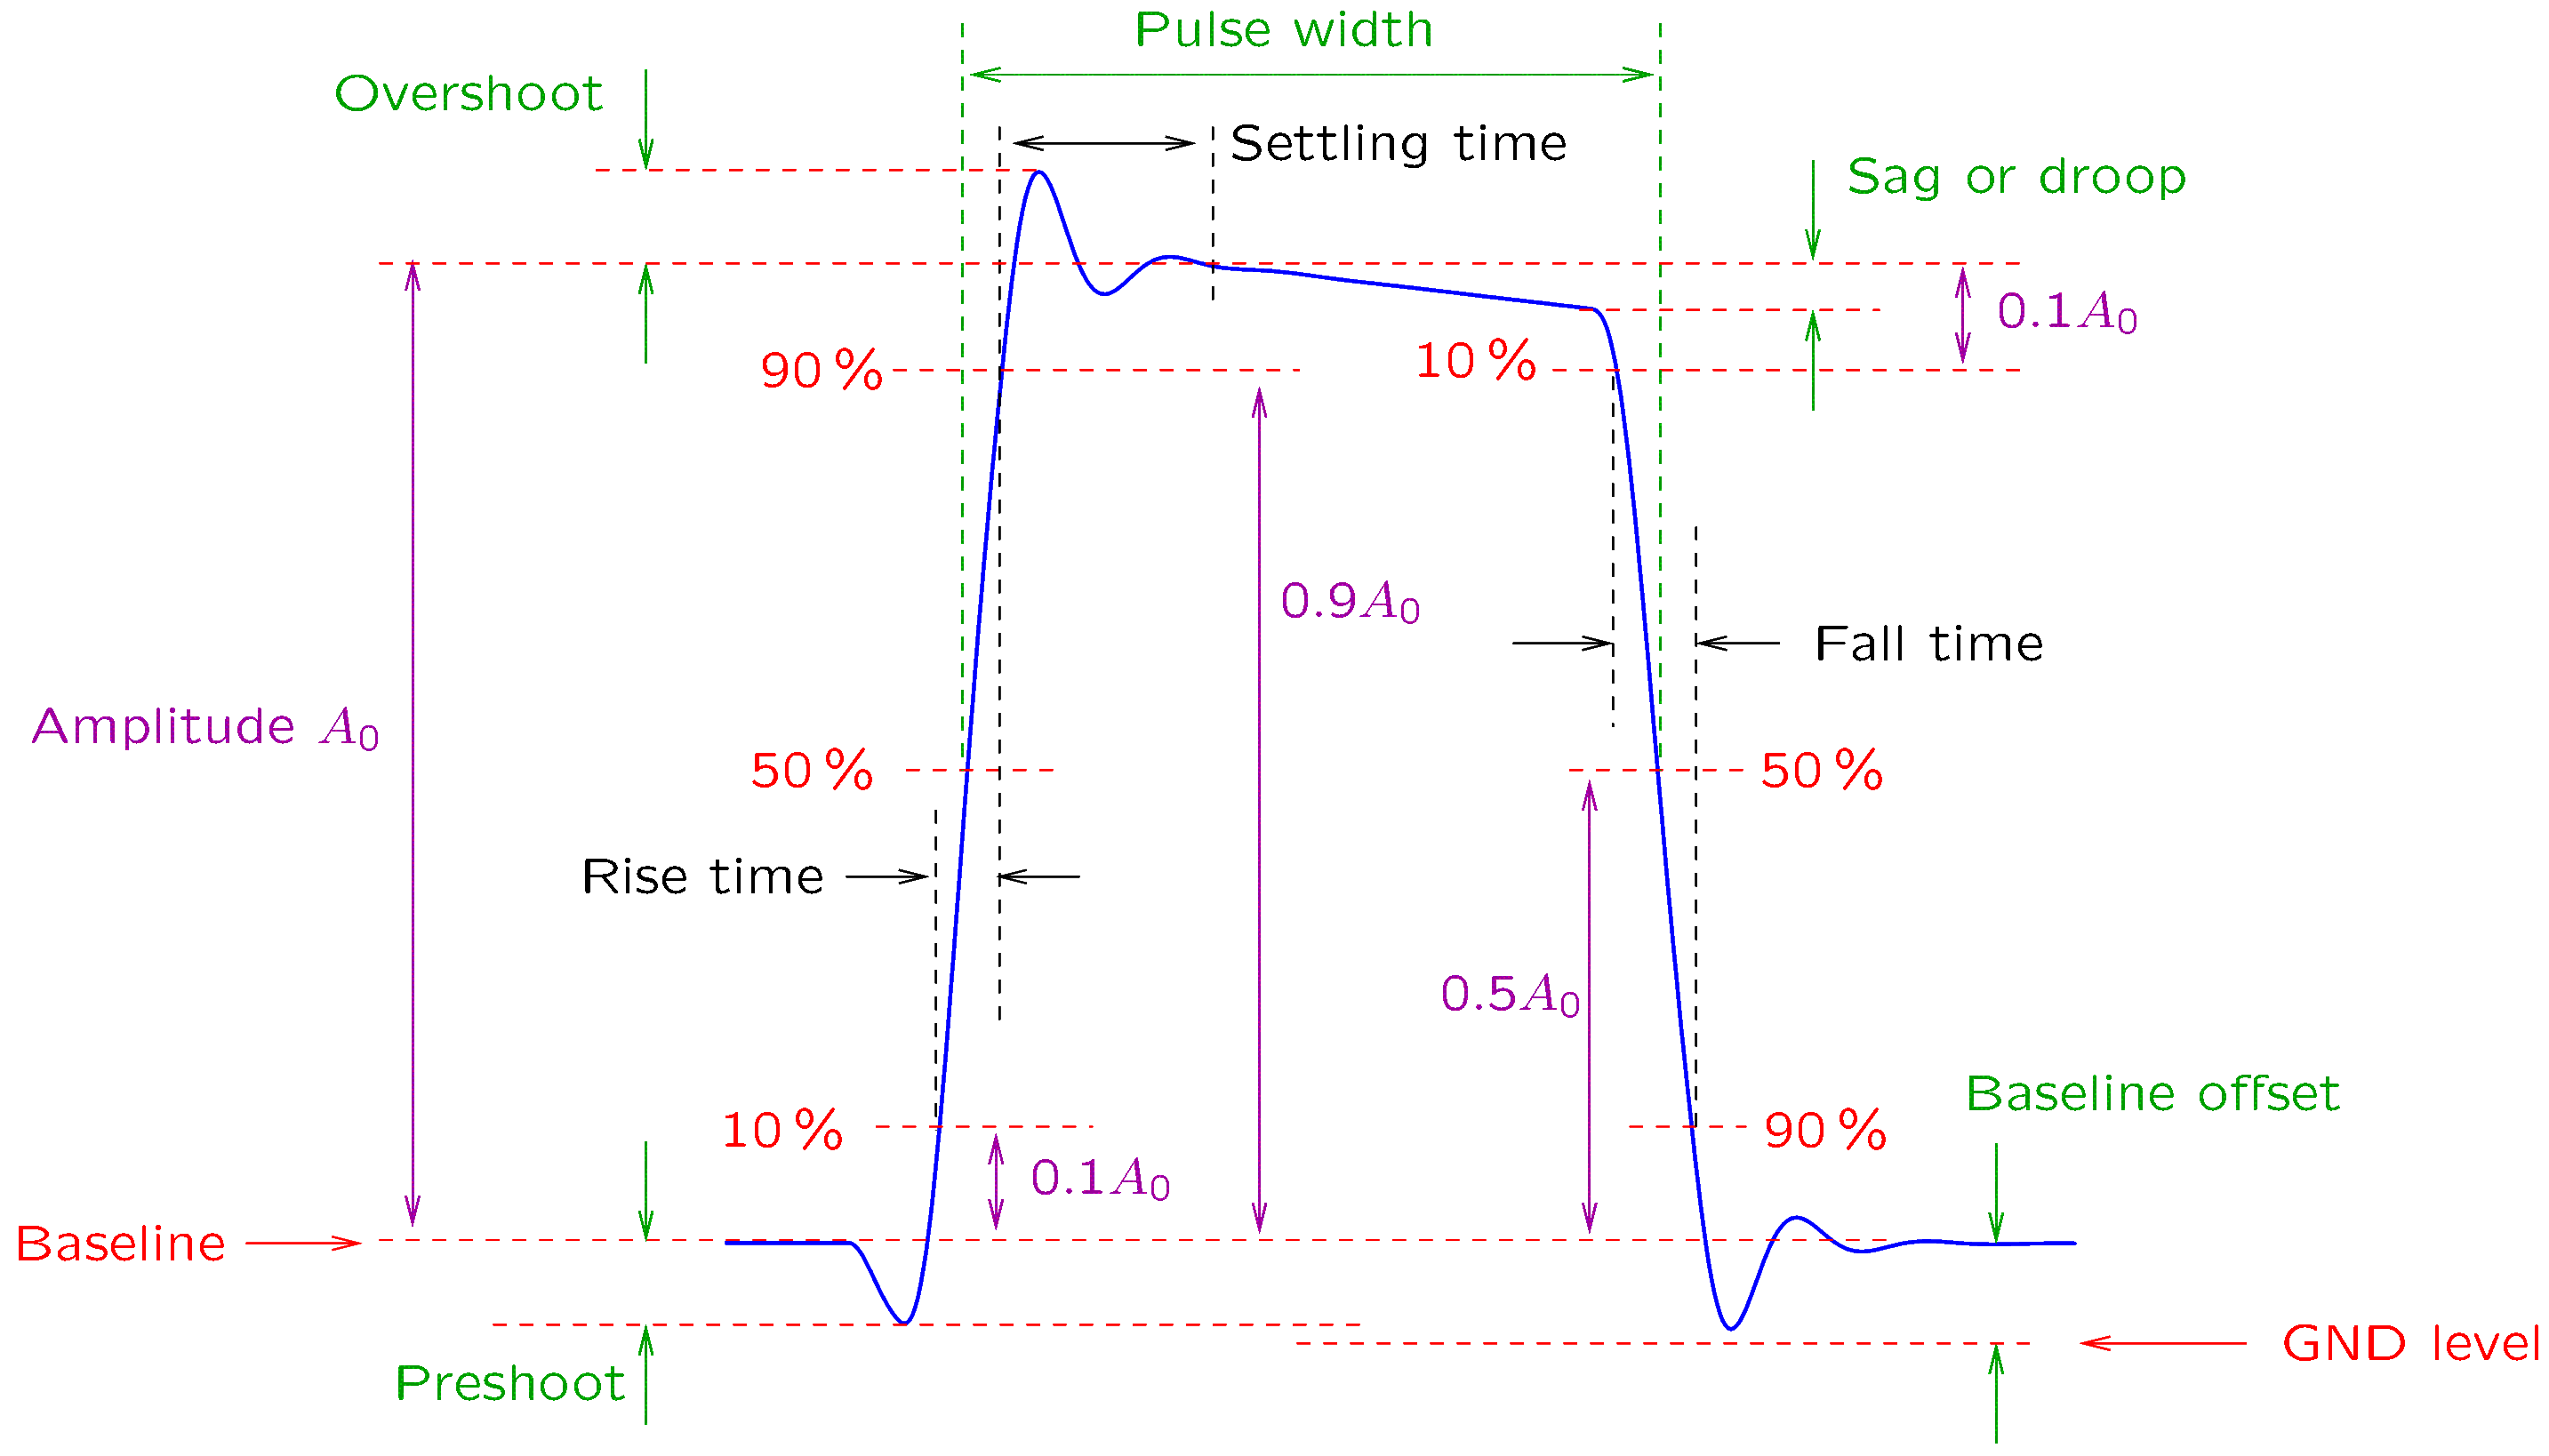 Pulse width
Overshoot
Settling time
Sag or droop
0.1A₀
90 %
10 %
0.9A₀
Fall time
Amplitude A₀
50 %
50 %
Rise time
0.5A₀
Baseline offset
10 %
90 %
0.1A₀
Baseline
GND level
Preshoot